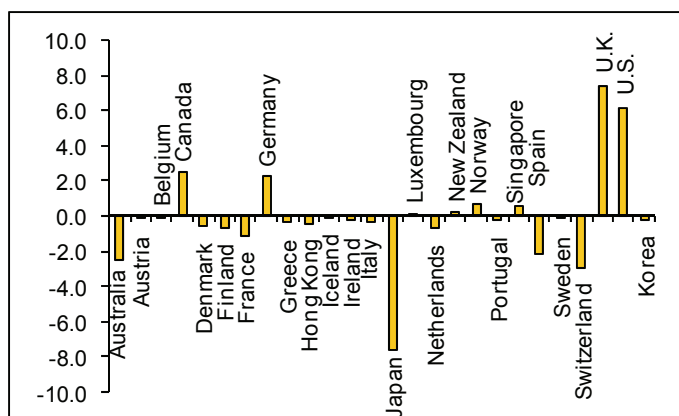 10.0
8.0
6.0
4.0
2.0
0.0
-2.0
-4.0
-6.0
-8.0
-10.0
Australia
Austria
Belgium
Canada
Denmark
Finland
France
Germany
Greece
Hong Kong
Iceland
Ireland
Italy
Japan
Luxembourg
Netherlands
New Zealand
Norway
Portugal
Singapore
Spain
Sweden
Switzerland
U.K.
U.S.
Korea